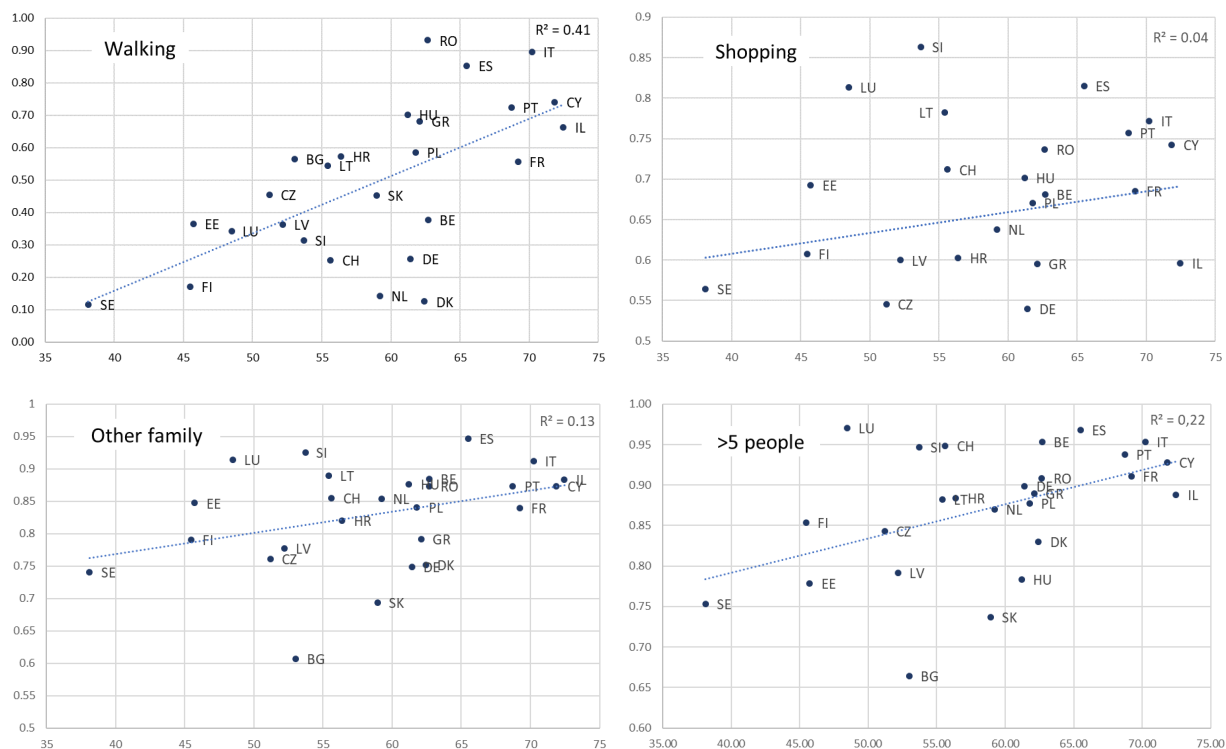 Walking
R² = 0.41
1.00
0.90
0.80
0.70
0.60
0.50
0.40
0.30
0.20
0.10
0.00
RO
IT
ES
CY
PT
HU
GR
IL
PL
FR
HR
BG
LT
CZ
SK
BE
EE
LV
LU
SI
CH
DE
FI
NL
DK
SE
35 40 45 50 55 60 65 70 75
Shopping
R² = 0.04
0.9
0.85
0.8
0.75
0.7
0.65
0.6
0.55
0.5
SI
LU
ES
LT
IT
PT
CY
RO
CH
HU
EE
FR
BE
PL
NL
FI
HR
LV
GR
IL
SE
CZ
DE
35 40 45 50 55 60 65 70 75
Other family
R² = 0.13
1
0.95
0.9
0.85
0.8
0.75
0.7
0.65
0.6
0.55
0.5
ES
SI
LU
IT
LT
BE
IL
HU
RO
PT
CY
CH
NL
EE
PL
FR
HR
FI
GR
LV
CZ
DK
DE
SE
SK
BG
35 40 45 50 55 60 65 70 75
>5 people
R² = 0,22
1.00
0.95
0.90
0.85
0.80
0.75
0.70
0.65
0.60
LU
ES
BE
IT
CH
SI
PT
CY
FR
RO
DE
GR
IL
HR
LT
PL
NL
FI
CZ
DK
LV
HU
EE
SE
SK
BG
35.00 40.00 45.00 50.00 55.00 60.00 65.00 70.00 75.00